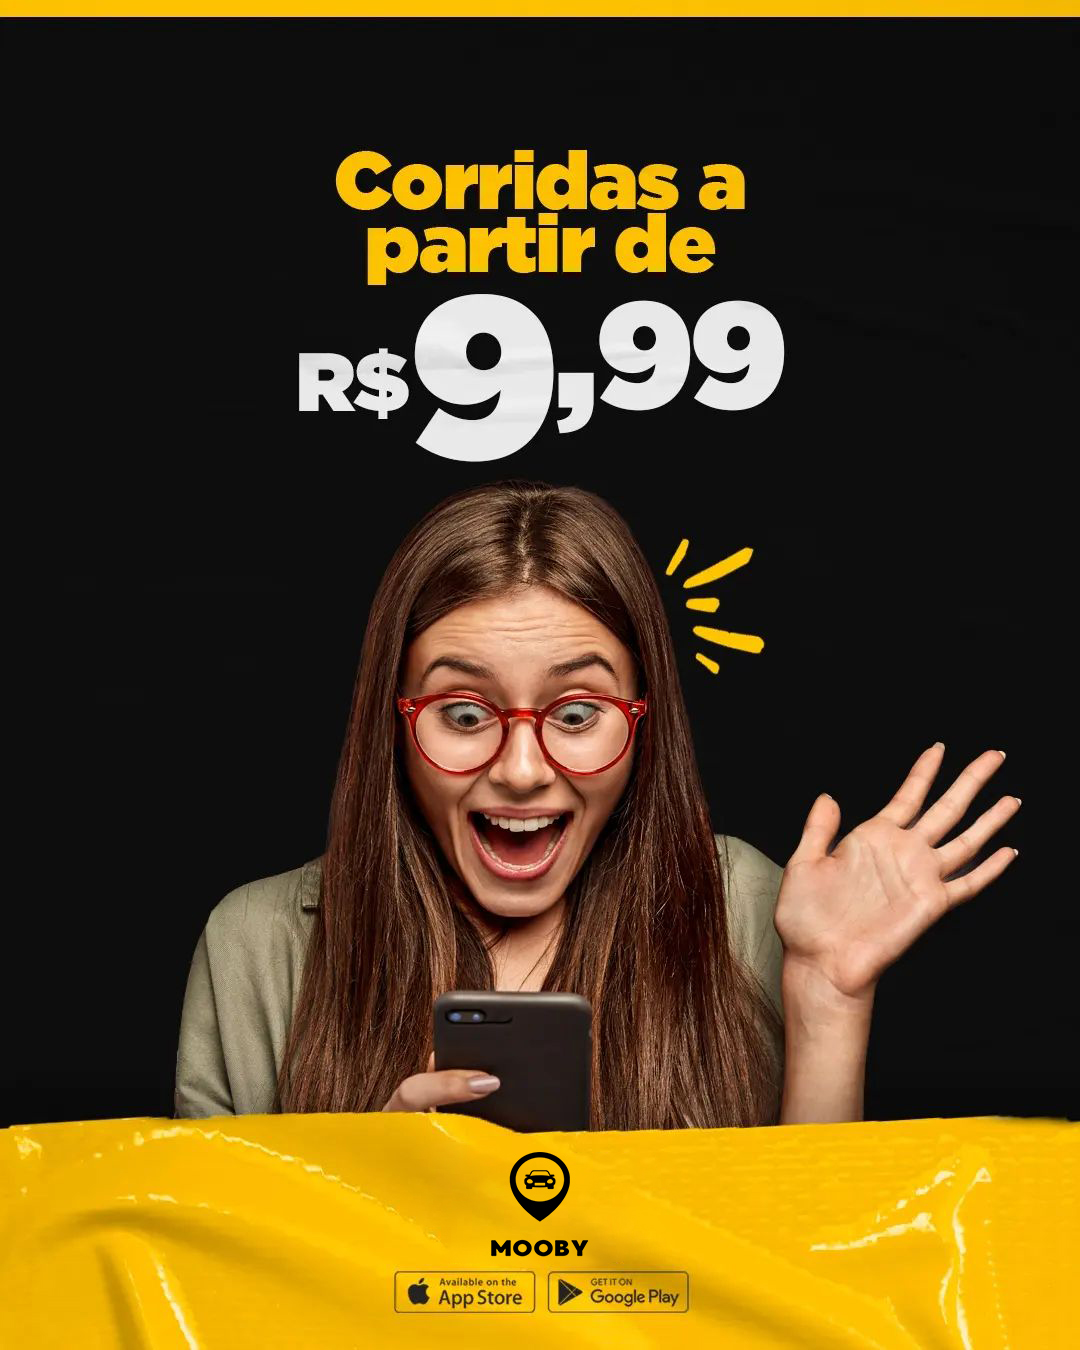 Corridas a
partir de
R$9,99
MOOBY
Available on the
App Store
GET IT ON
Google Play